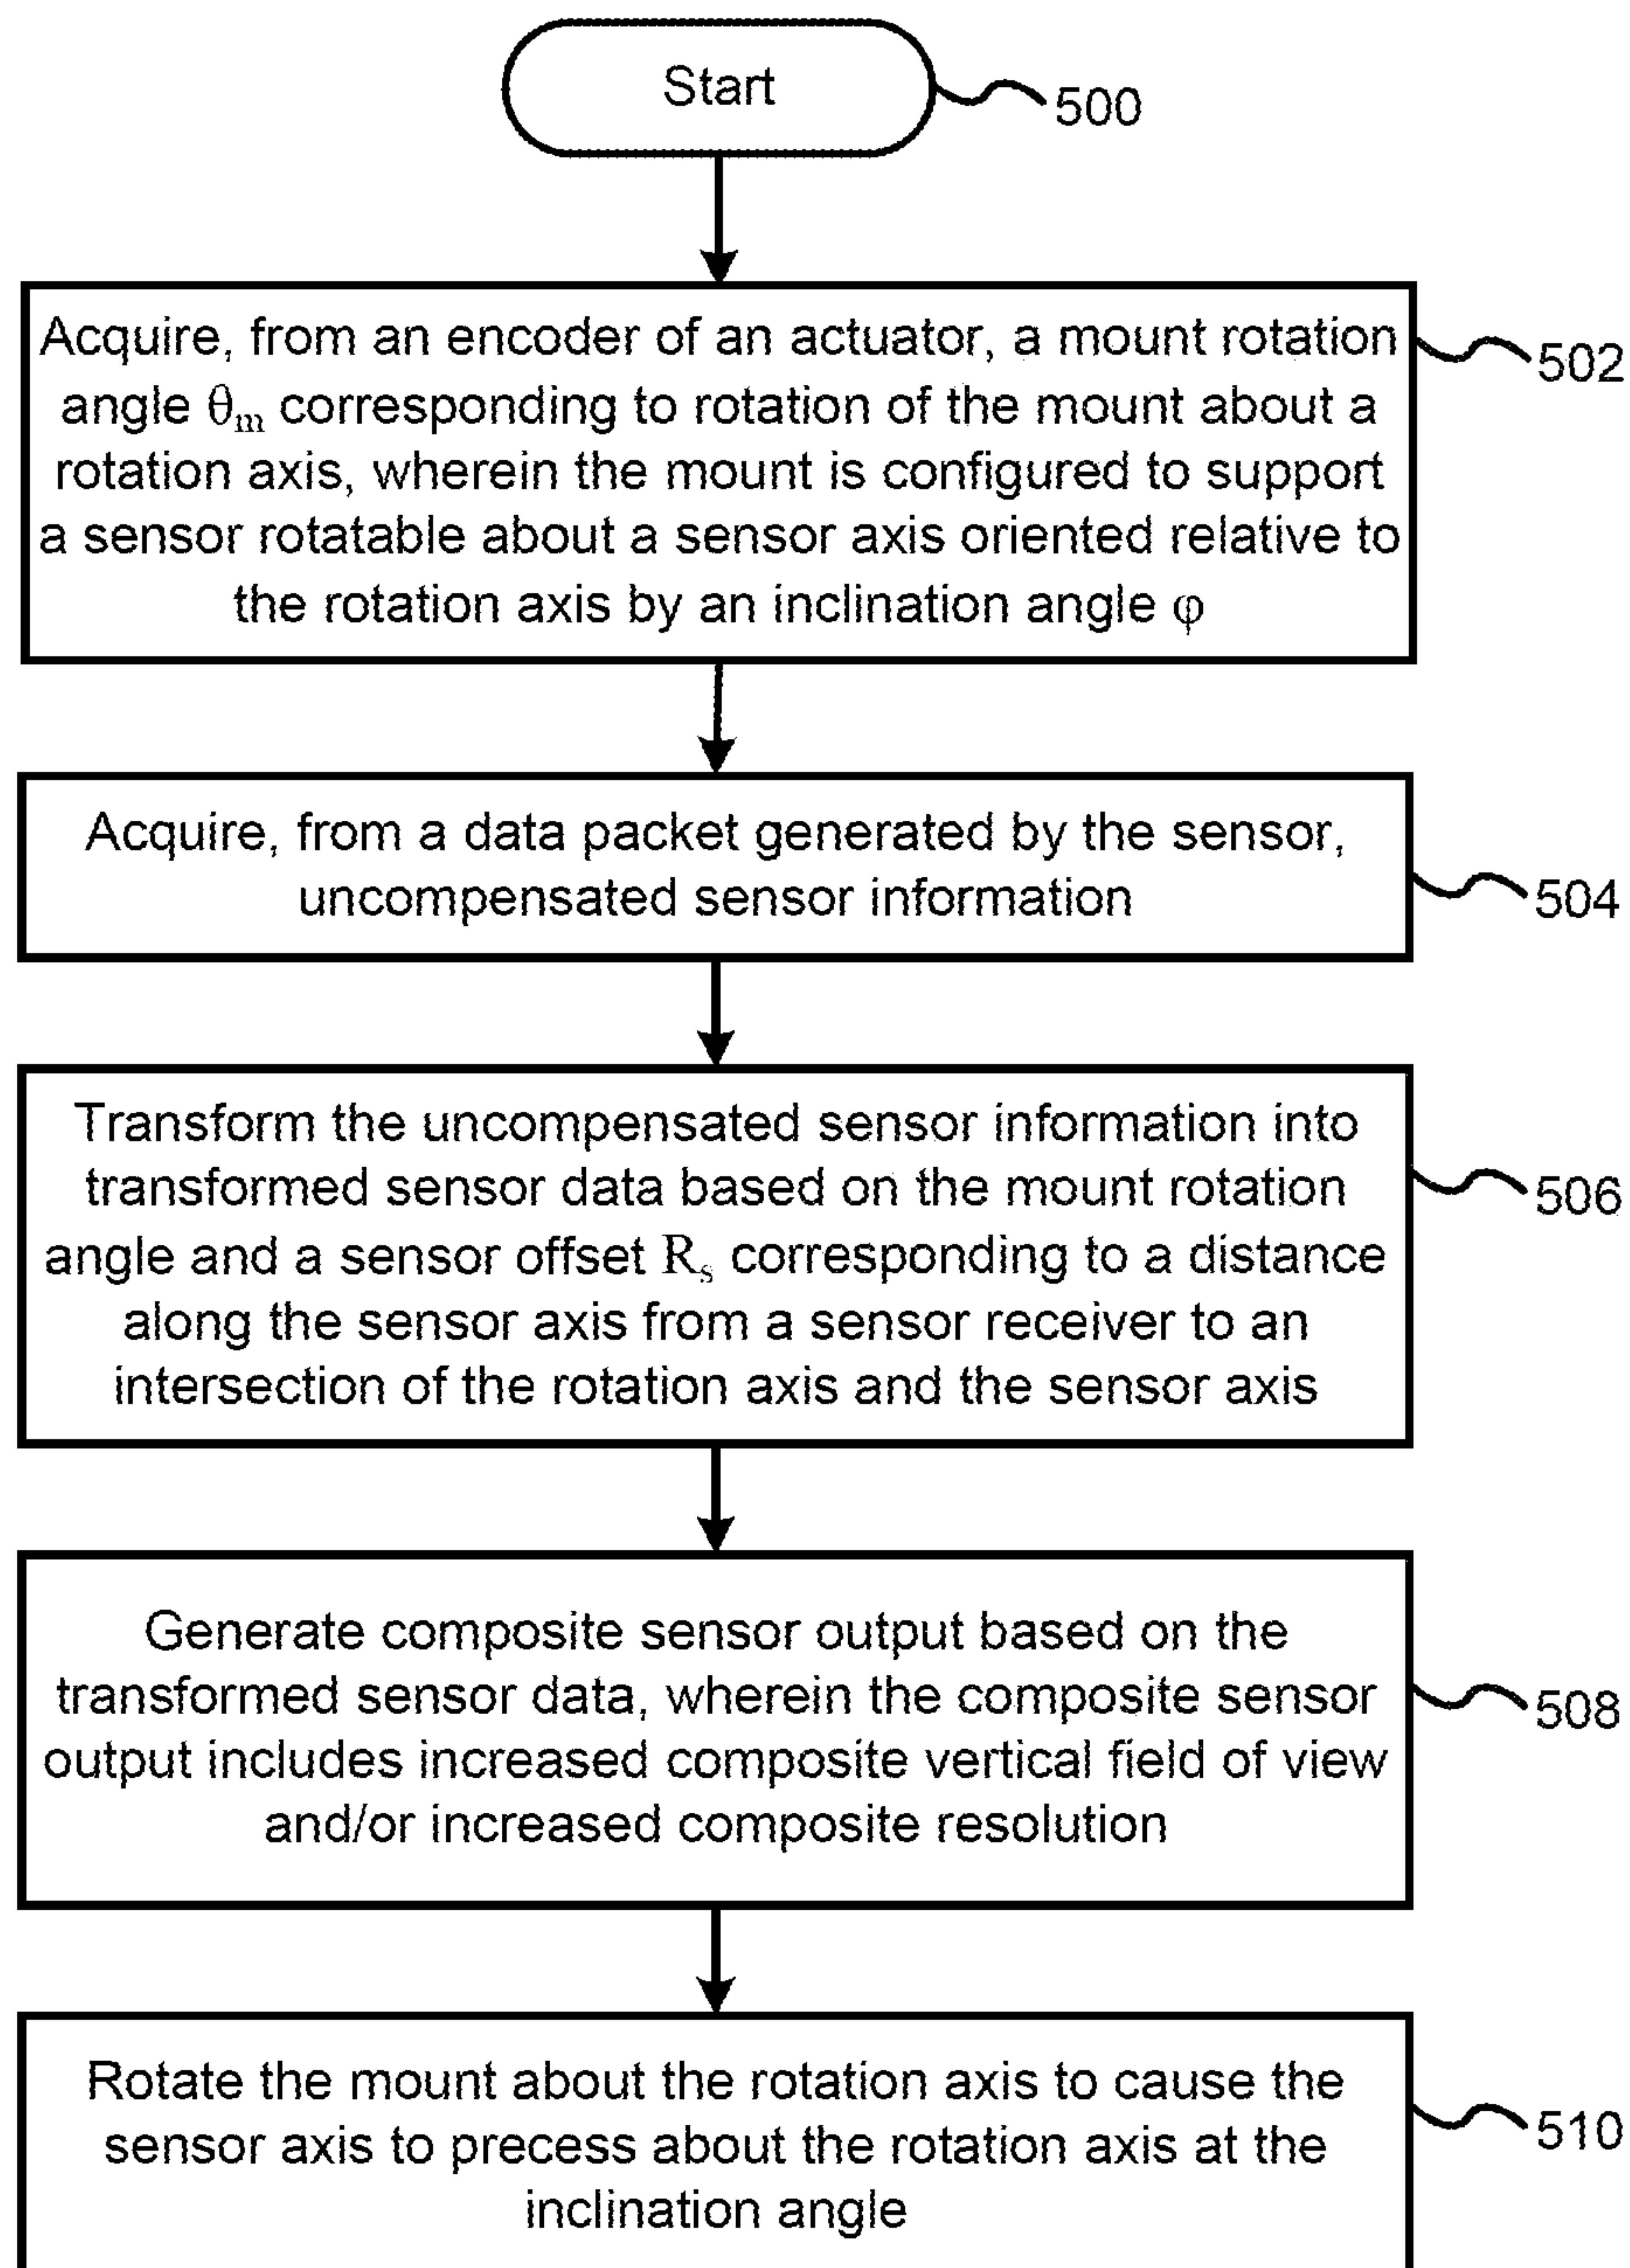 Start
500
Acquire, from an encoder of an actuator, a mount rotation
angle θm corresponding to rotation of the mount about a
rotation axis, wherein the mount is configured to support
a sensor rotatable about a sensor axis oriented relative to
the rotation axis by an inclination angle φ
502
Acquire, from a data packet generated by the sensor,
uncompensated sensor information
504
Transform the uncompensated sensor information into
transformed sensor data based on the mount rotation
angle and a sensor offset Rs corresponding to a distance
along the sensor axis from a sensor receiver to an
intersection of the rotation axis and the sensor axis
506
Generate composite sensor output based on the
transformed sensor data, wherein the composite sensor
output includes increased composite vertical field of view
and/or increased composite resolution
508
Rotate the mount about the rotation axis to cause the
sensor axis to precess about the rotation axis at the
inclination angle
510